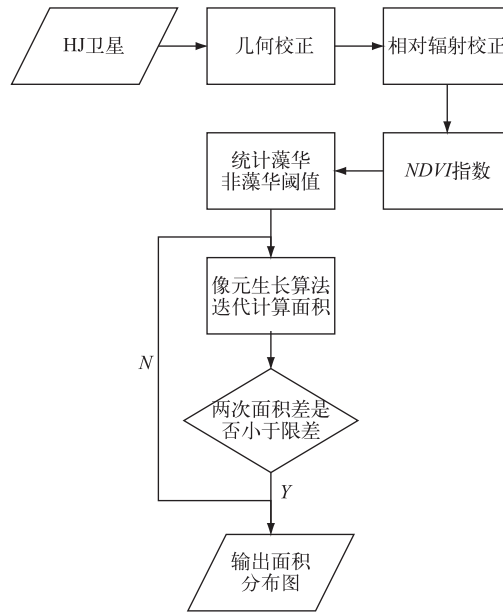 HJ卫星
几何校正
相对辐射校正
NDVI指数
统计藻华
非藻华阈值
像元生长算法
迭代计算面积
N
两次面积差是
否小于限差
Y
输出面积
分布图